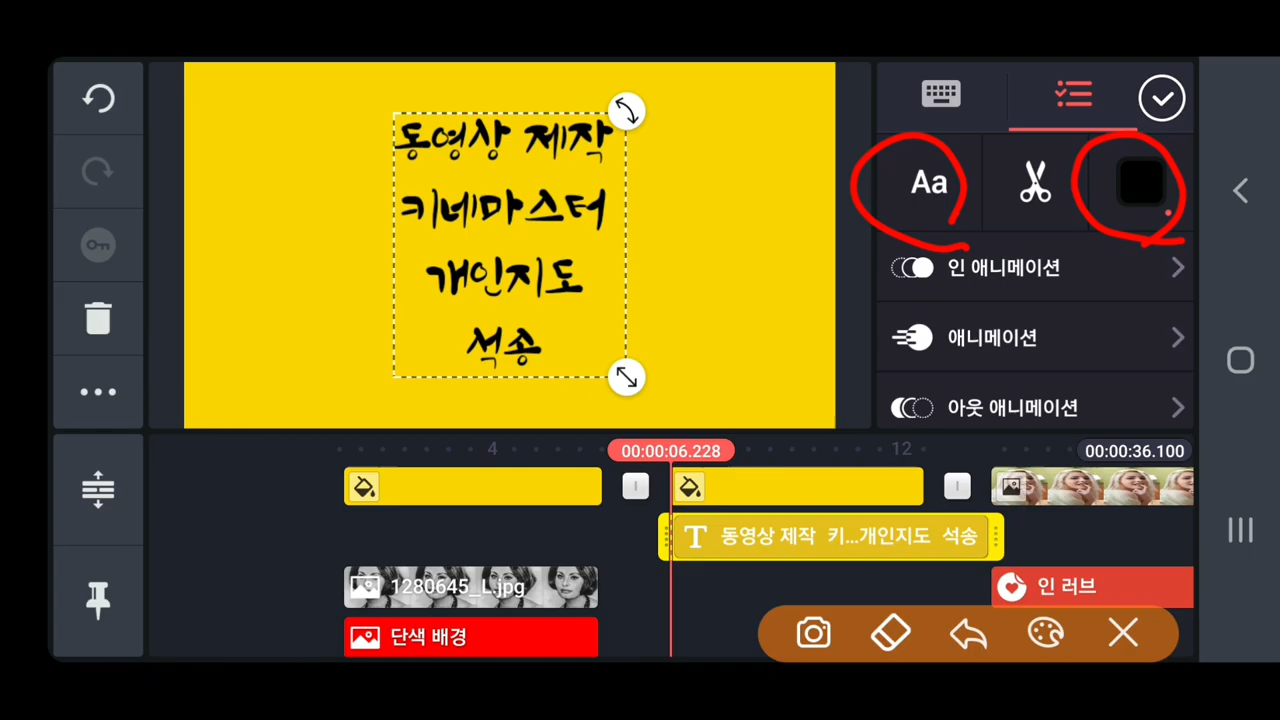 동영상 제작
키네마스터
개인지도
석송
Aa
인 애니메이션
애니메이션
아웃 애니메이션
4
00:00:06.228
12
00:00:36.100
T 동영상 제작 키...개인지도 석송
1280645_L.jpg
인 러브
단색 배경